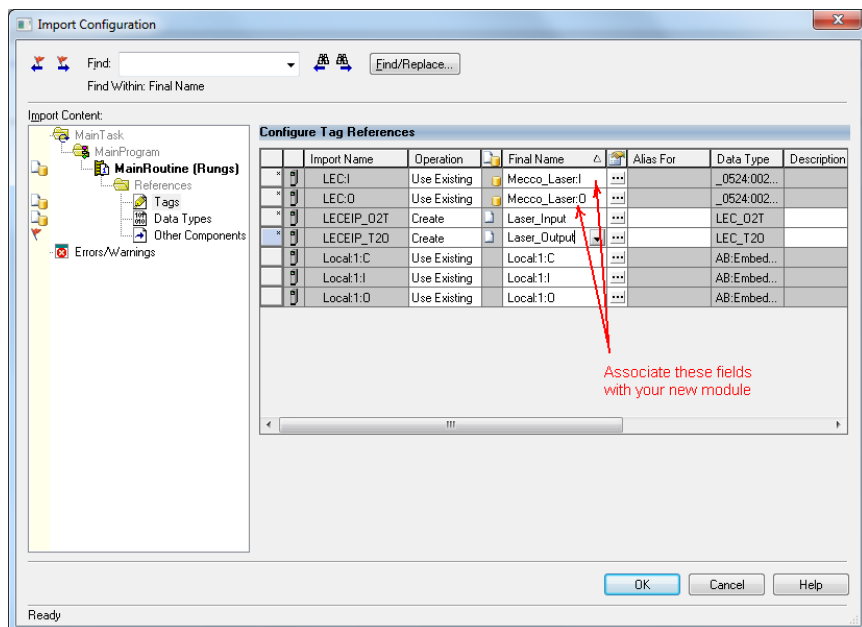 Import Configuration
Find:
Find/Replace...
Find Within: Final Name
Import Content:
MainTask
MainProgram
MainRoutine (Rungs)
References
Tags
Data Types
Other Components
Errors/Warnings
Configure Tag References
Import Name Operation Final Name Alias For Data Type Description
* LEC:I Use Existing Mecco_Laser:I ... _0524:002...
* LEC:O Use Existing Mecco_Laser:O ... _0524:002...
* LECEIP_O2T Create Laser_Input ... LEC_O2T
* LECEIP_T2O Create Laser_Output ... LEC_T2O
Local:1:C Use Existing Local:1:C ... AB:Embed...
Local:1:I Use Existing Local:1:I ... AB:Embed...
Local:1:O Use Existing Local:1:O ... AB:Embed...
Associate these fields
with your new module
OK Cancel Help
Ready